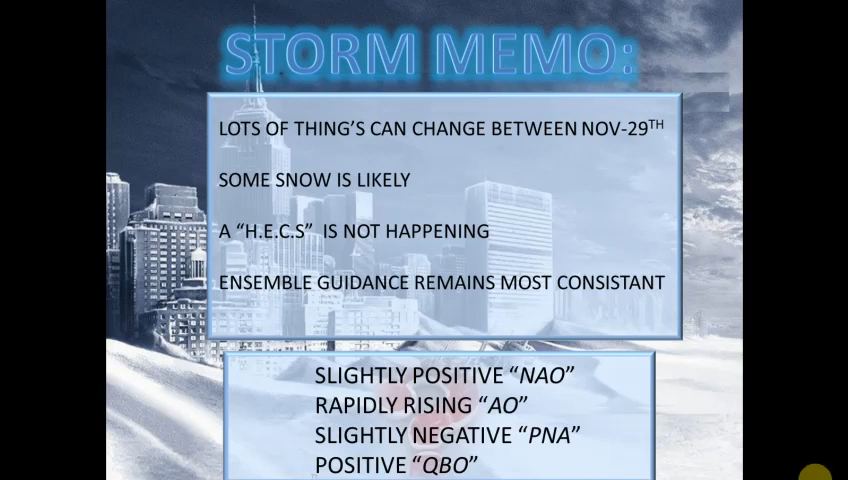 STORM MEMO:
LOTS OF THING'S CAN CHANGE BETWEEN NOV-29TH
SOME SNOW IS LIKELY
A “H.E.C.S” IS NOT HAPPENING
ENSEMBLE GUIDANCE REMAINS MOST CONSISTANT
SLIGHTLY POSITIVE “NAO”
RAPIDLY RISING “AO”
SLIGHTLY NEGATIVE “PNA”
POSITIVE “QBO”